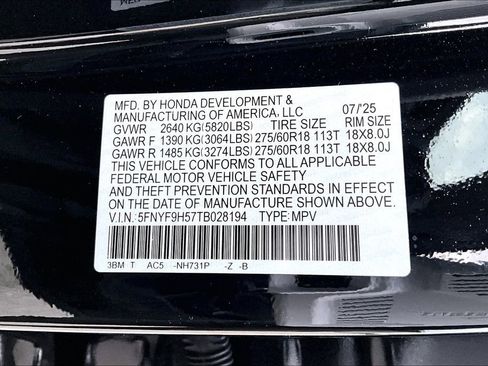 MFD. BY HONDA DEVELOPMENT &
MANUFACTURING OF AMERICA, LLC 07/'25
GVWR 2640 KG(5820LBS) TIRE SIZE RIM SIZE
GAWR F 1390 KG(3064LBS) 275/60R18 113T 18X8.0J
GAWR R 1485 KG(3274LBS) 275/60R18 113T 18X8.0J
THIS VEHICLE CONFORMS TO ALL APPLICABLE
FEDERAL MOTOR VEHICLE SAFETY
AND THEFT PREVENTION STANDARDS IN EFFECT
ON THE DATE OF MANUFACTURE SHOWN ABOVE.
V.I.N.: 5FNYF9H57TB028194 TYPE: MPV
3BM T AC5 -NH731P -Z -B